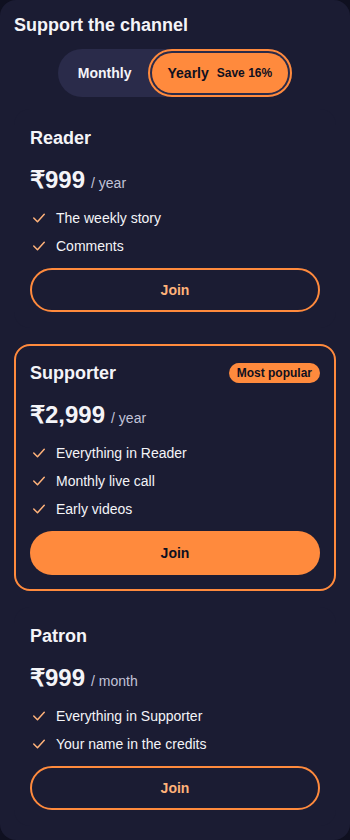 Support the channel
Monthly
Yearly Save 16%
Reader
₹999 / year
The weekly story
Comments
Join
Supporter
Most popular
₹2,999 / year
Everything in Reader
Monthly live call
Early videos
Join
Patron
₹999 / month
Everything in Supporter
Your name in the credits
Join